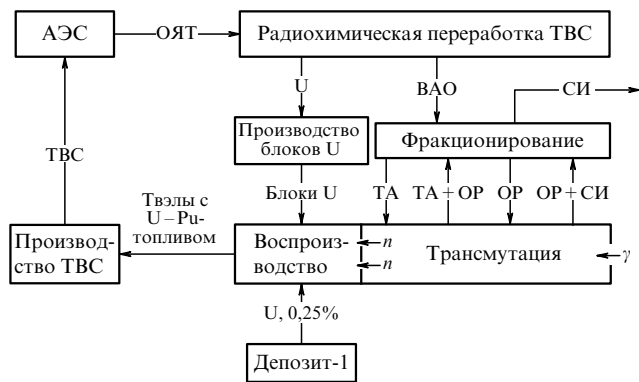 АЭС
ОЯТ
Радиохимическая переработка ТВС
U
ВАО
СИ
Производство
блоков U
Фракционирование
ТВС
Блоки U
ТА
ТА + ОР
ОР
ОР + СИ
Твэлы с
U – Pu-
топливом
Производ-
ство ТВС
Воспроиз-
водство
n
n
Трансмутация
γ
U, 0,25%
Депозит-1